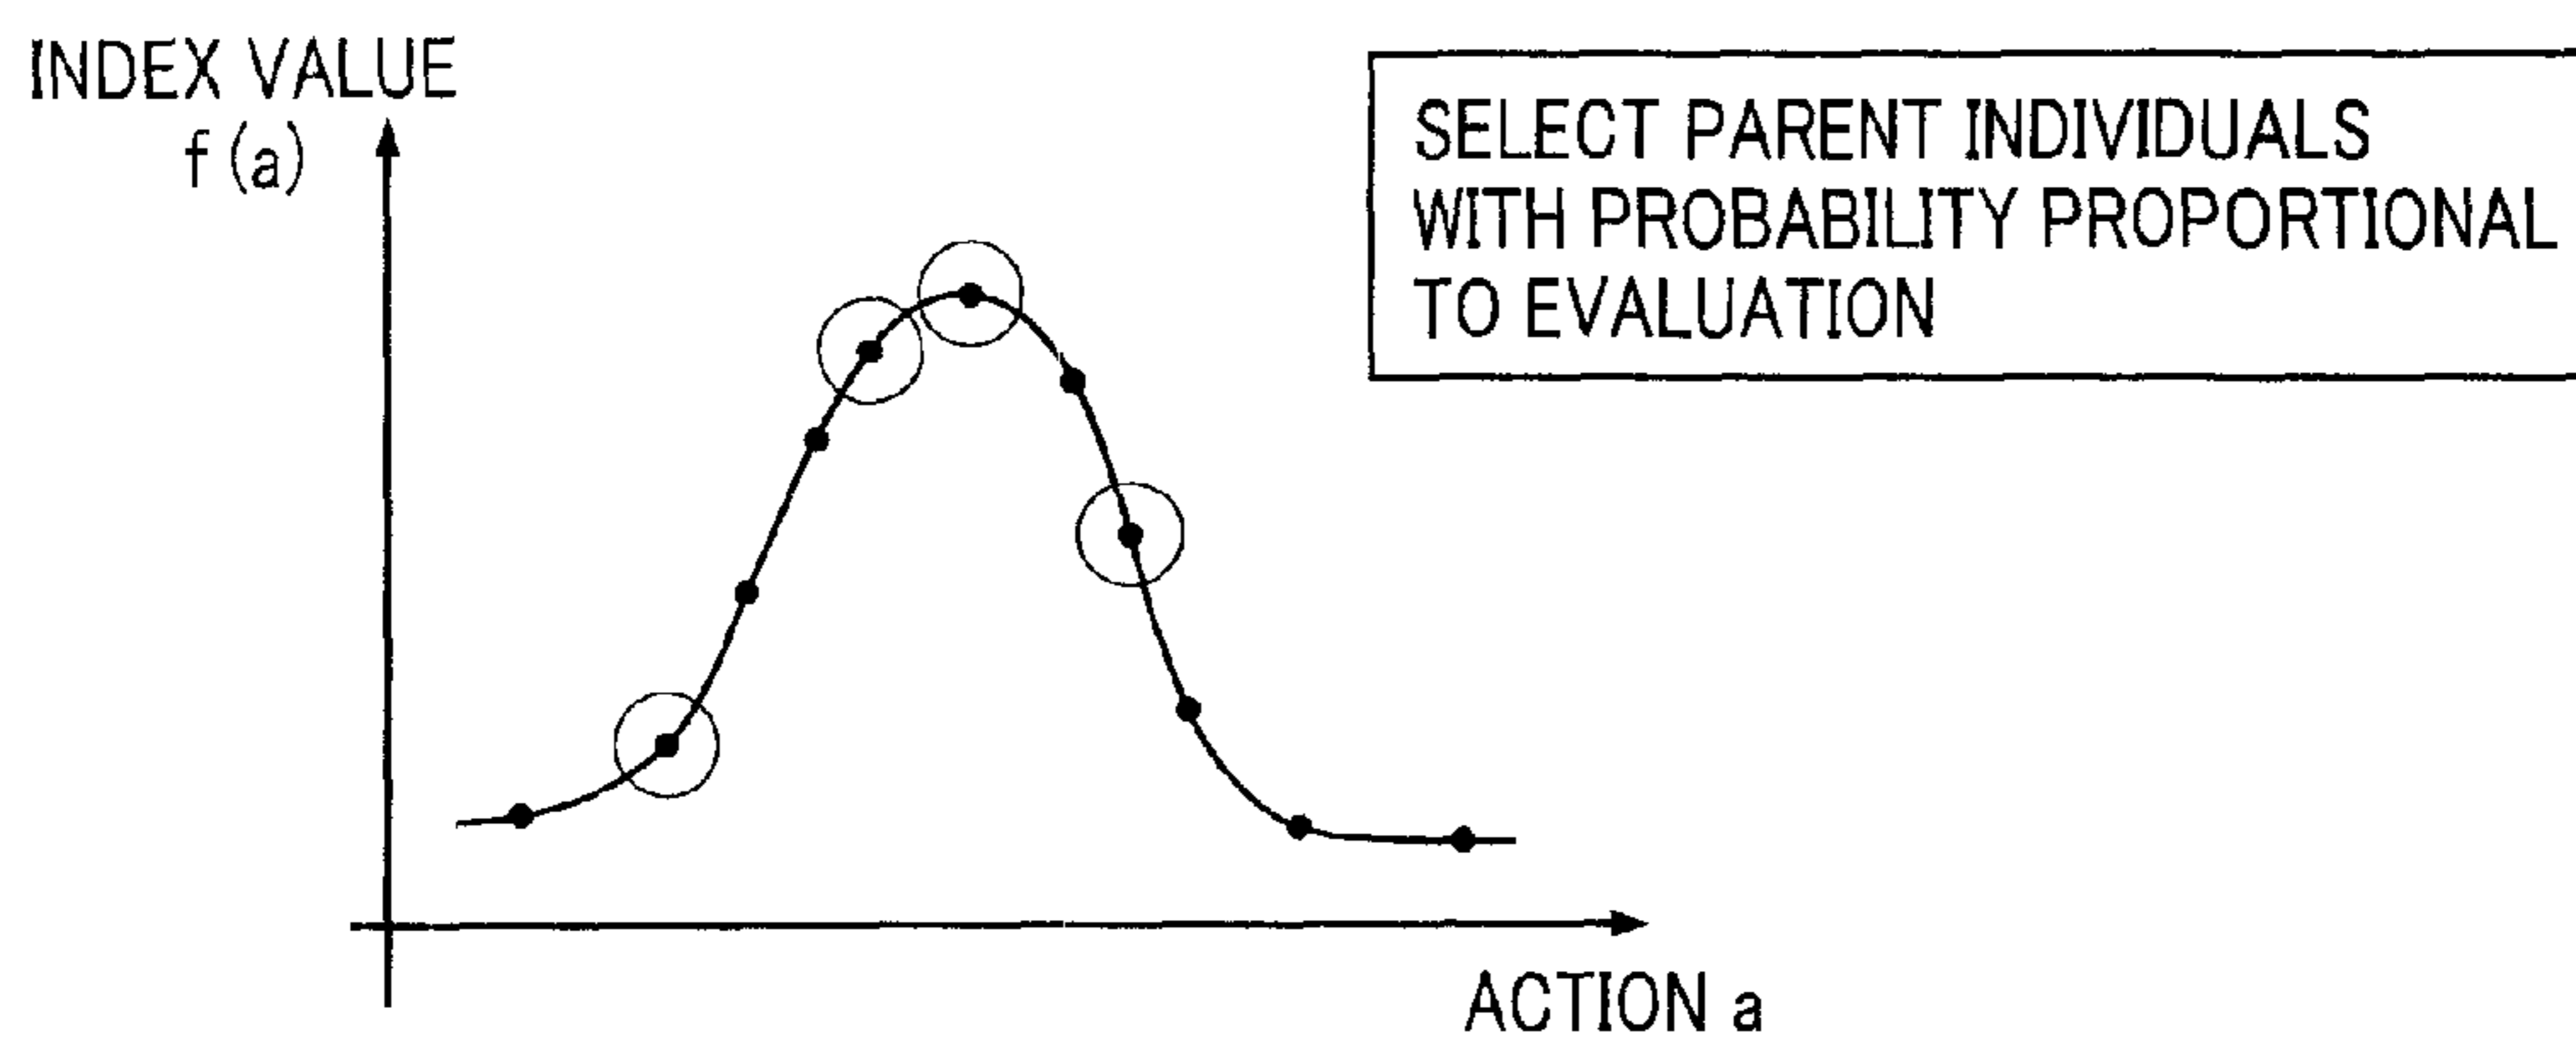 INDEX VALUE
f (a)
SELECT PARENT INDIVIDUALS
WITH PROBABILITY PROPORTIONAL
TO EVALUATION
ACTION a